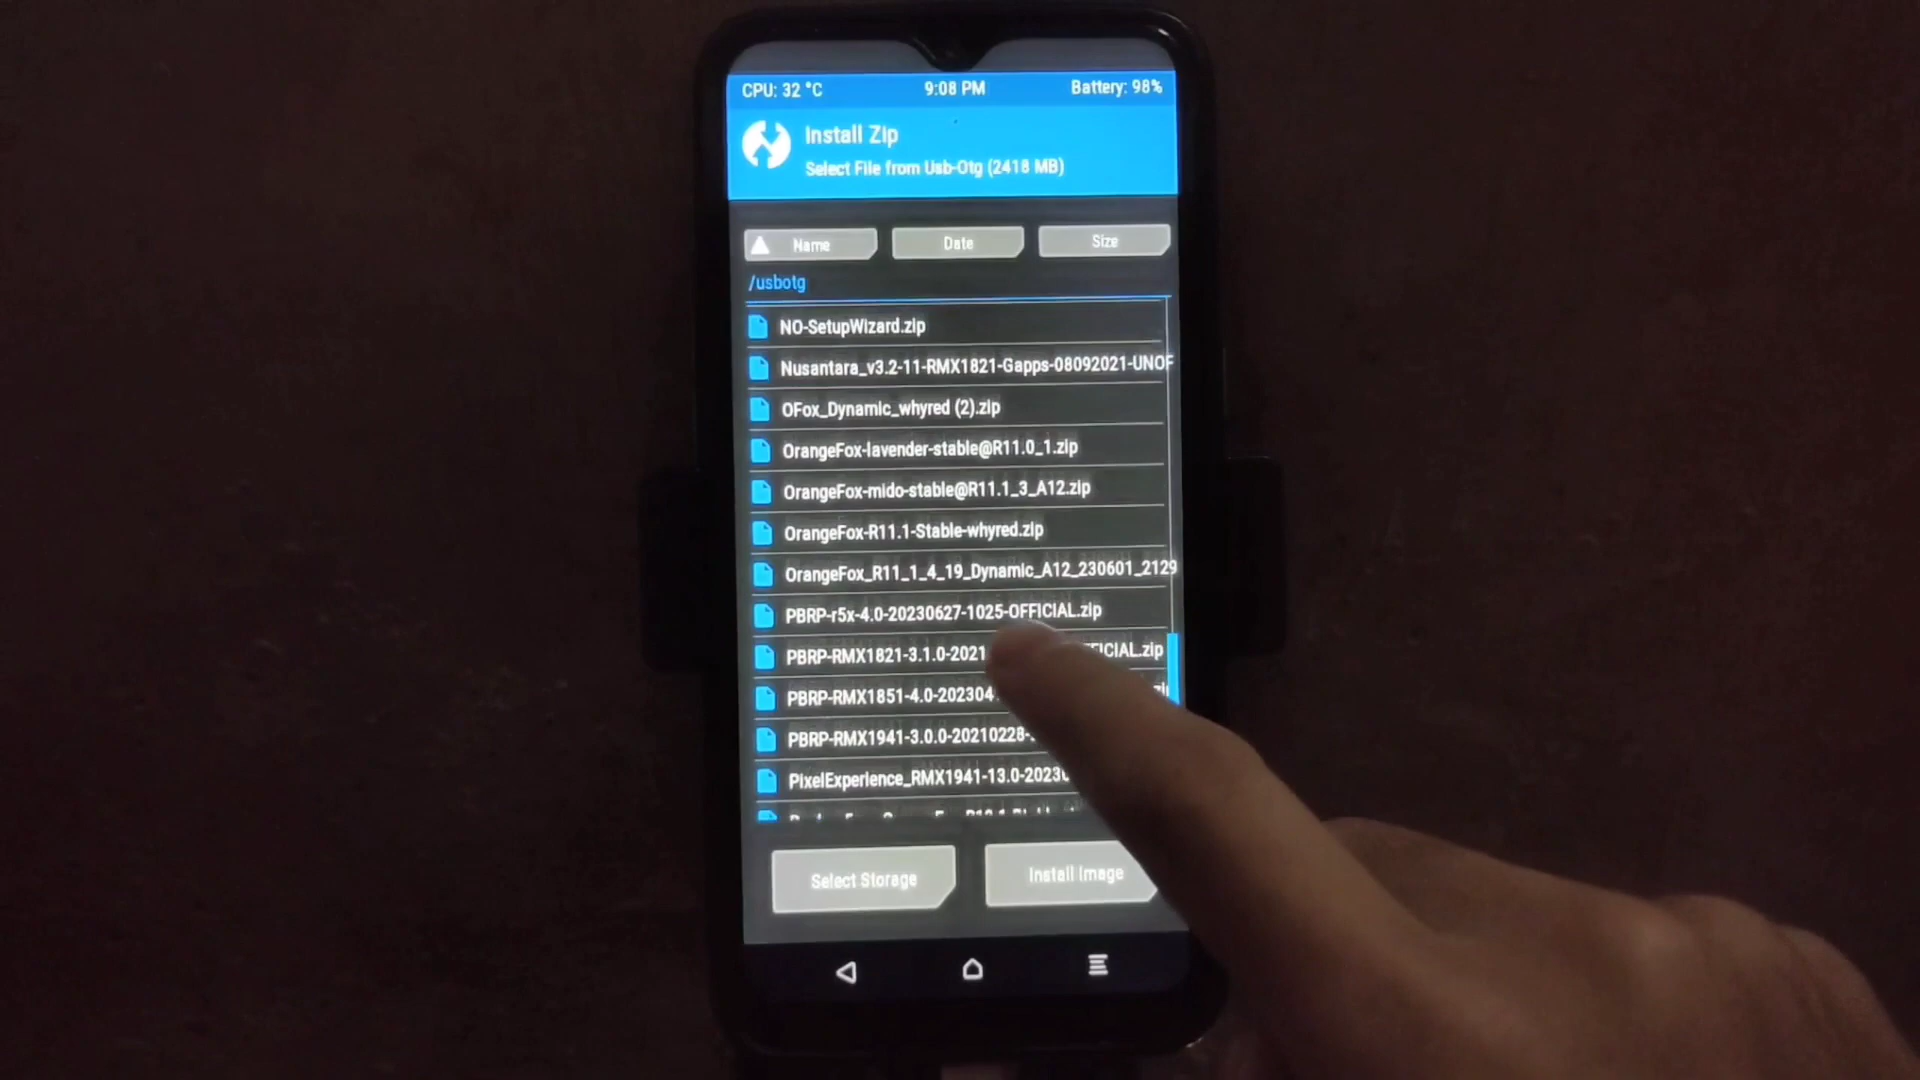 CPU: 32 °C 9:08 PM Battery: 98%
Install Zip
Select File from Usb-Otg (2418 MB)
Name Date Size
/usbotg
NO-SetupWizard.zip
Nusantara_v3.2-11-RMX1821-Gapps-08092021-UNOF
OFox_Dynamic_whyred (2).zip
OrangeFox-lavender-stable@R11.0_1.zip
OrangeFox-mido-stable@R11.1_3_A12.zip
OrangeFox-R11.1-Stable-whyred.zip
OrangeFox_R11_1_4_19_Dynamic_A12_230601_2129
PBRP-r5x-4.0-20230627-1025-OFFICIAL.zip
PBRP-RMX1821-3.1.0-2021 FICIAL.zip
PBRP-RMX1851-4.0-202304
PBRP-RMX1941-3.0.0-20210228-
PixelExperience_RMX1941-13.0-2023
Select Storage Install Image